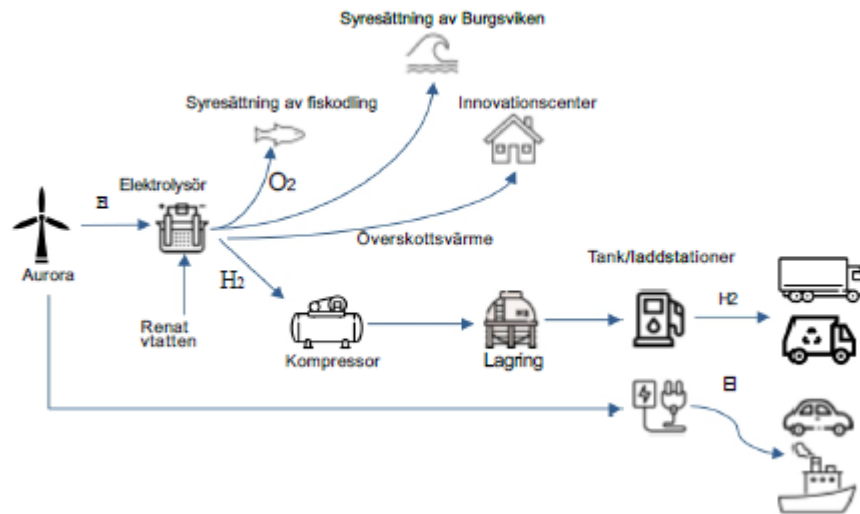 Syresättning av Burgsviken
Syresättning av fiskodling
Innovationscenter
Elektrolysör
O2
El
Överskottsvärme
Aurora
H2
Tank/laddstationer
H2
Renat
vtatten
Kompressor
Lagring
El